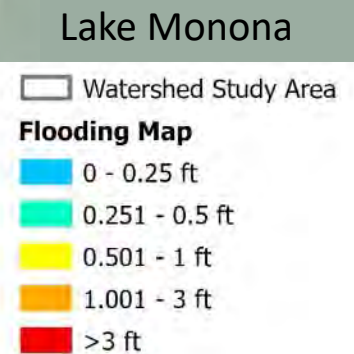 Lake Monona
Watershed Study Area
Flooding Map
0 - 0.25 ft
0.251 - 0.5 ft
0.501 - 1 ft
1.001 - 3 ft
>3 ft